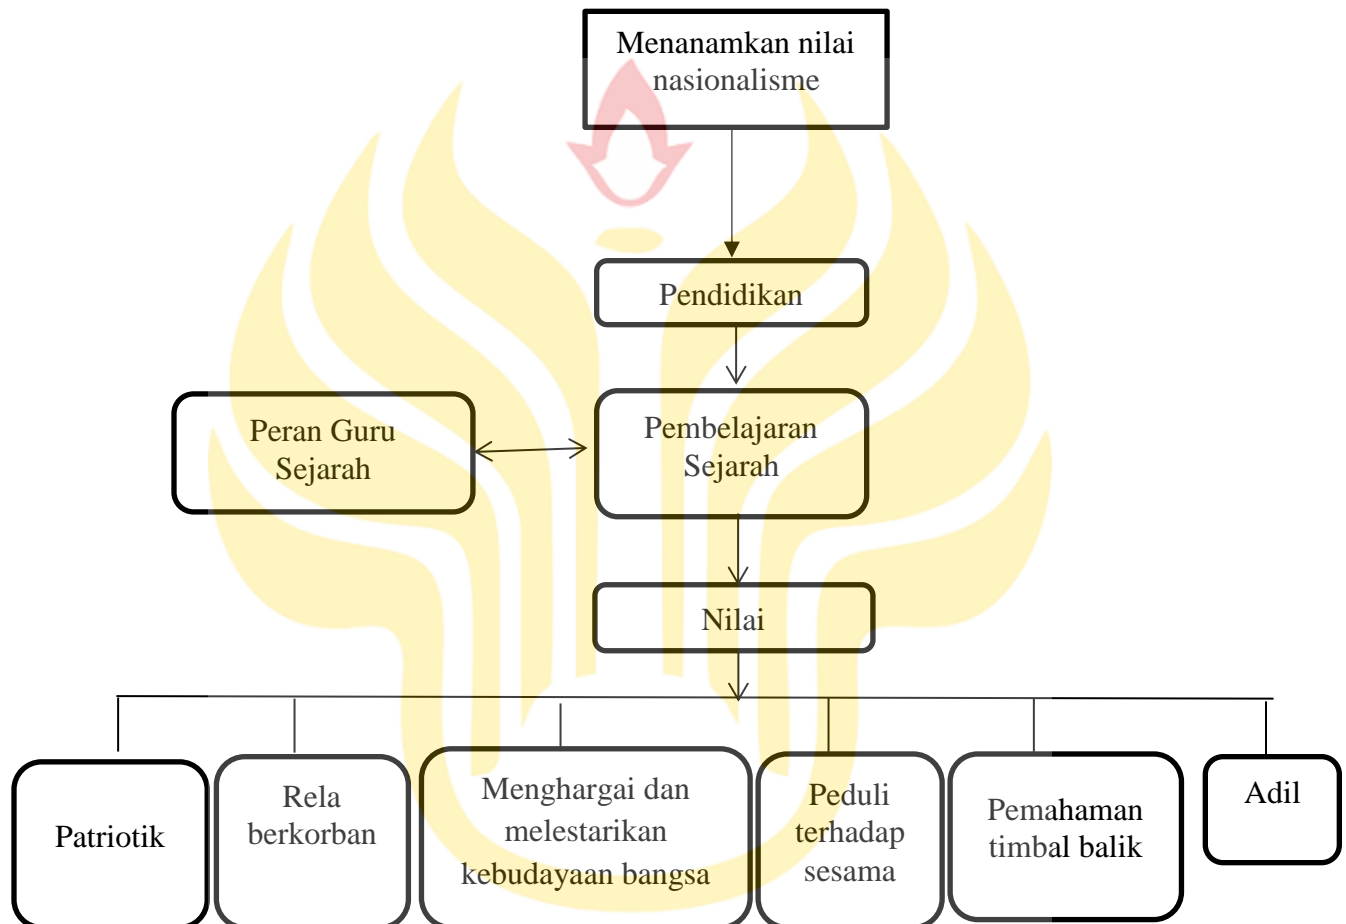 Menanamkan nilai
nasionalisme
Pendidikan
Peran Guru
Sejarah
Pembelajaran
Sejarah
Nilai
Patriotik
Rela
berkorban
Menghargai dan
melestarikan
kebudayaan bangsa
Peduli
terhadap
sesama
Pemahaman
timbal balik
Adil